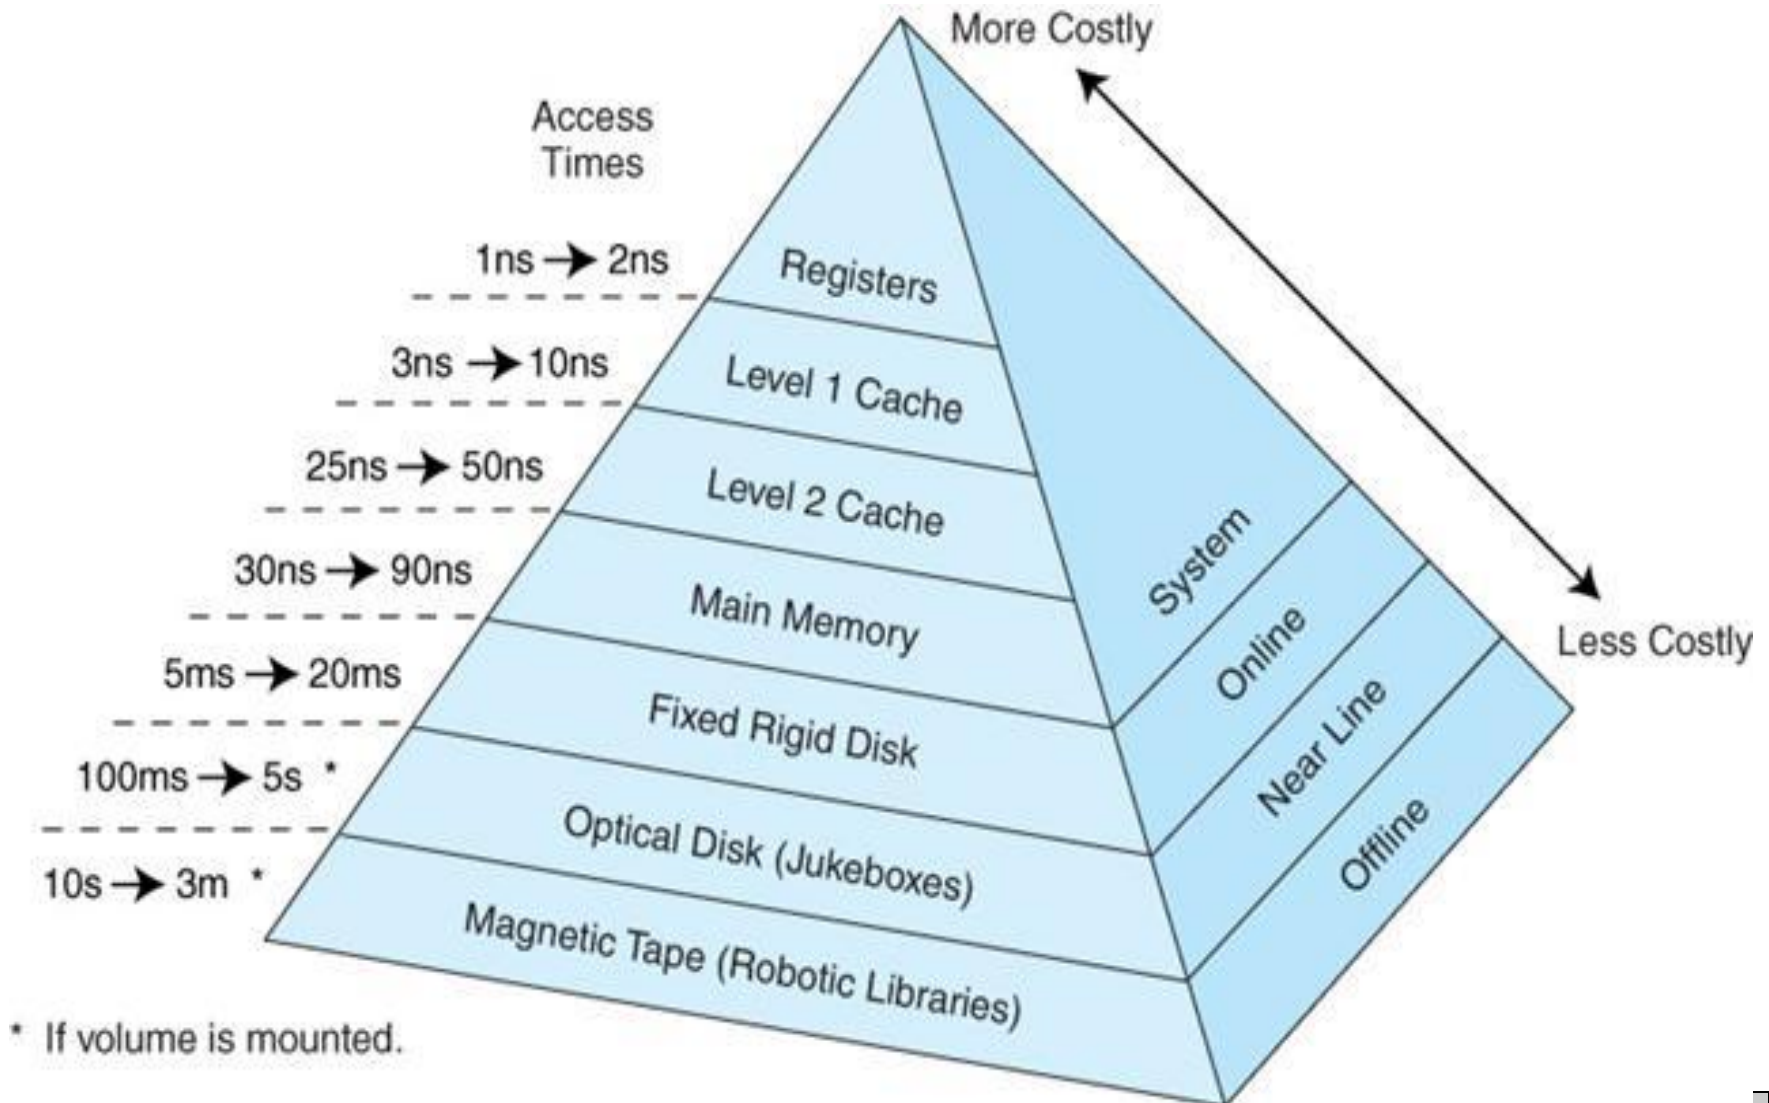 More Costly
Access
Times
1ns → 2ns
Registers
3ns → 10ns
Level 1 Cache
25ns → 50ns
Level 2 Cache
30ns → 90ns
Main Memory
5ms → 20ms
Fixed Rigid Disk
100ms → 5s *
Optical Disk (Jukeboxes)
10s → 3m *
Magnetic Tape (Robotic Libraries)
System
Online
Near Line
Offline
Less Costly
* If volume is mounted.